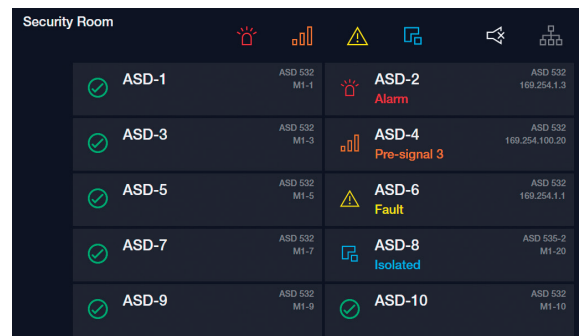 Security Room
ASD-1
ASD 532
M1-1
ASD-2
Alarm
ASD 532
169.254.1.3
ASD-3
ASD 532
M1-3
ASD-4
Pre-signal 3
ASD 532
169.254.100.20
ASD-5
ASD 532
M1-5
ASD-6
Fault
ASD 532
169.254.1.1
ASD-7
ASD 532
M1-7
ASD-8
Isolated
ASD 535-2
M1-20
ASD-9
ASD 532
M1-9
ASD-10
ASD 532
M1-10